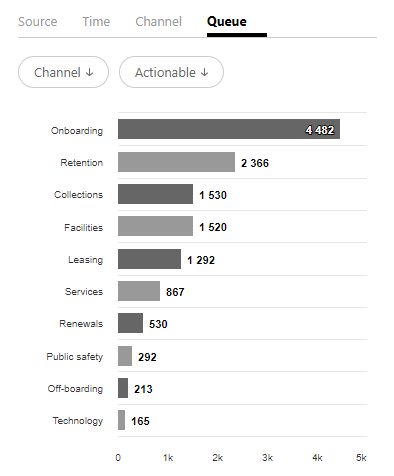 Source Time Channel Queue
Channel ↓ Actionable ↓
Onboarding 4 482
Retention 2 366
Collections 1 530
Facilities 1 520
Leasing 1 292
Services 867
Renewals 530
Public safety 292
Off-boarding 213
Technology 165
0 1k 2k 3k 4k 5k